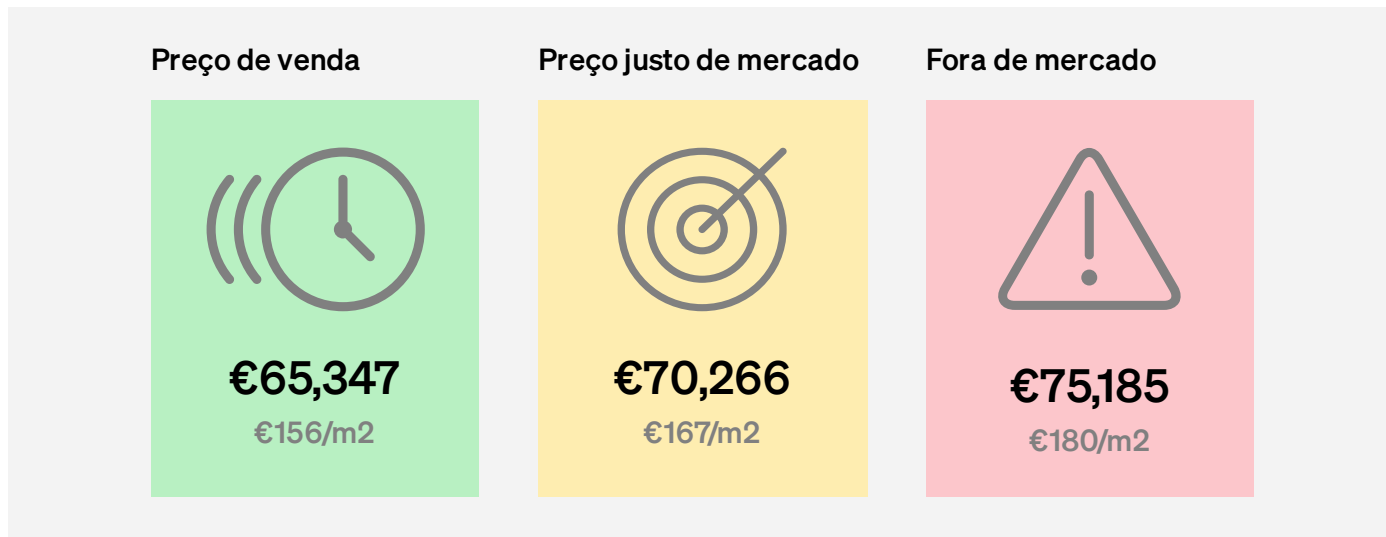 Preço de venda
Preço justo de mercado
Fora de mercado
€65,347
€156/m2
€70,266
€167/m2
€75,185
€180/m2